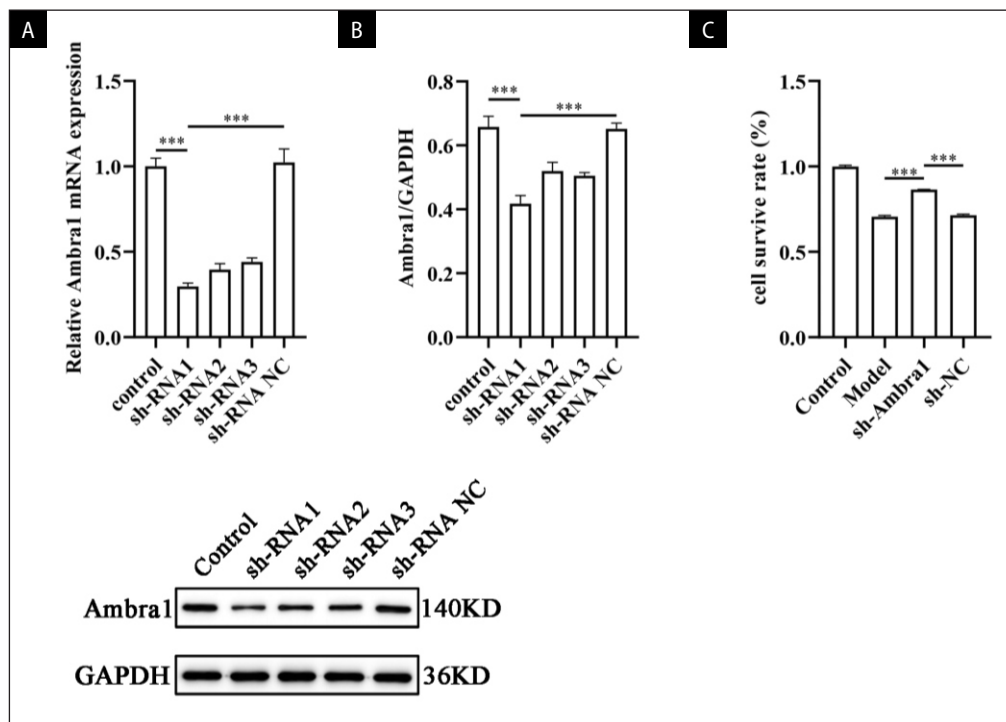 A
Relative Ambra1 mRNA expression
1.5
1.0
0.5
0.0
***
***
control
sh-RNA1
sh-RNA2
sh-RNA3
sh-RNA NC
B
Ambra1/GAPDH
0.8
0.6
0.4
0.2
0.0
***
***
control
sh-RNA1
sh-RNA2
sh-RNA3
sh-RNA NC
C
cell survive rate (%)
1.5
1.0
0.5
0.0
***
***
Control
Model
sh-Ambra1
sh-NC
Control
sh-RNA1
sh-RNA2
sh-RNA3
sh-RNA NC
Ambra1
140KD
GAPDH
36KD